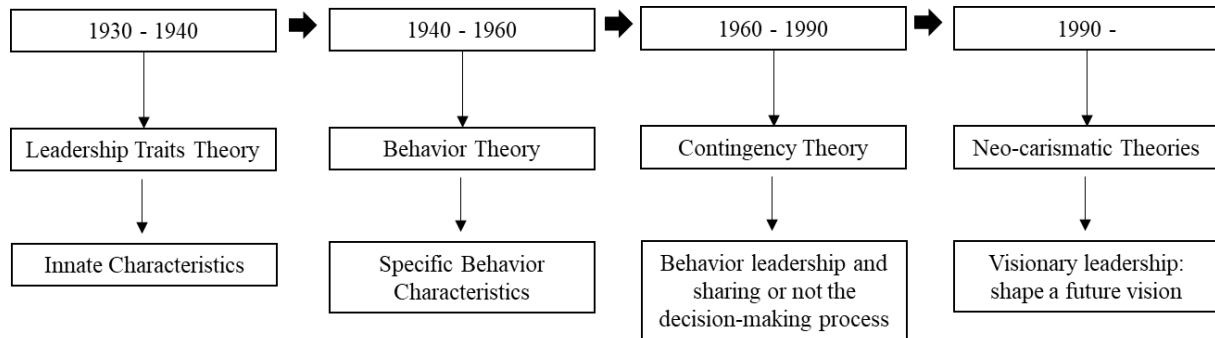 1930 - 1940
1940 - 1960
1960 - 1990
1990 -
Leadership Traits Theory
Behavior Theory
Contingency Theory
Neo-carismatic Theories
Innate Characteristics
Specific Behavior
Characteristics
Behavior leadership and
sharing or not the
decision-making process
Visionary leadership:
shape a future vision